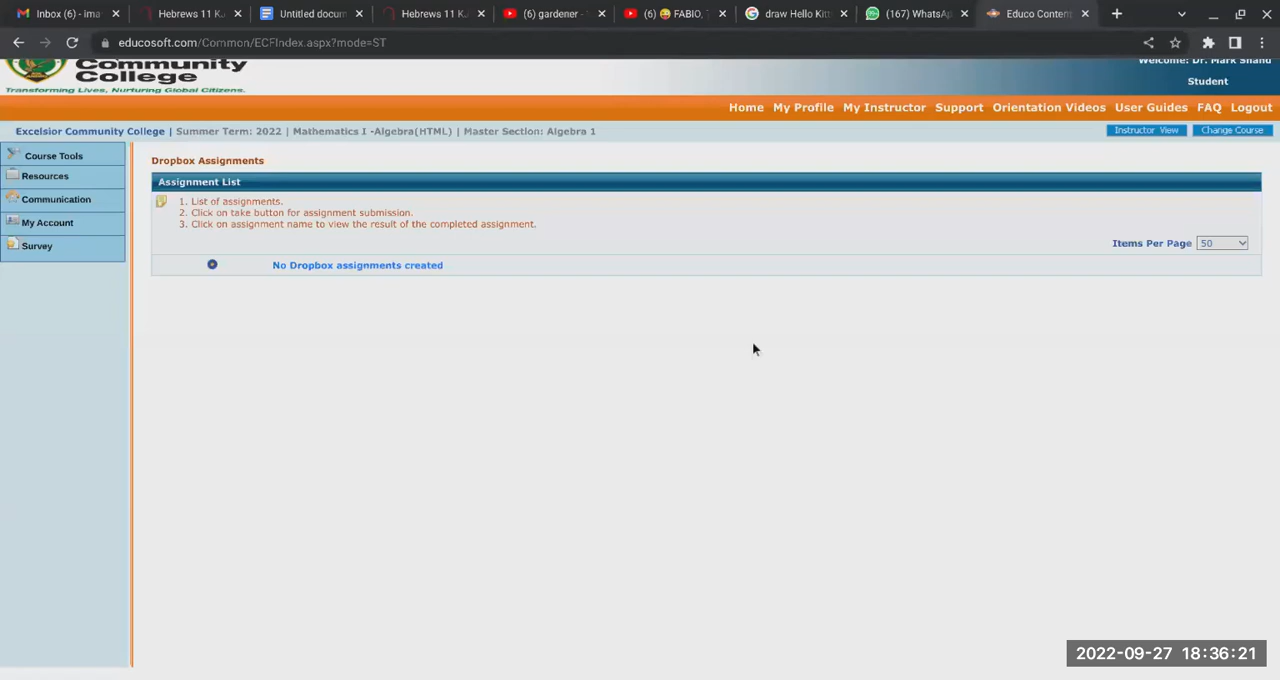 Inbox (6) - ima
Hebrews 11 KJ
Untitled docum
Hebrews 11 KJ
(6) gardener -
(6) 😜 FABIO,
draw Hello Kitt
(167) WhatsAp
Educo Content
educosoft.com/Common/ECFIndex.aspx?mode=ST
Community
College
Transforming Lives, Nurturing Global Citizens.
Welcome: Dr. Mark Shand
Student
Home My Profile My Instructor Support Orientation Videos User Guides FAQ Logout
Excelsior Community College | Summer Term: 2022 | Mathematics I -Algebra(HTML) | Master Section: Algebra 1
Instructor View Change Course
Course Tools
Resources
Communication
My Account
Survey
Dropbox Assignments
Assignment List
1. List of assignments.
2. Click on take button for assignment submission.
3. Click on assignment name to view the result of the completed assignment.
Items Per Page 50
No Dropbox assignments created
2022-09-27 18:36:21